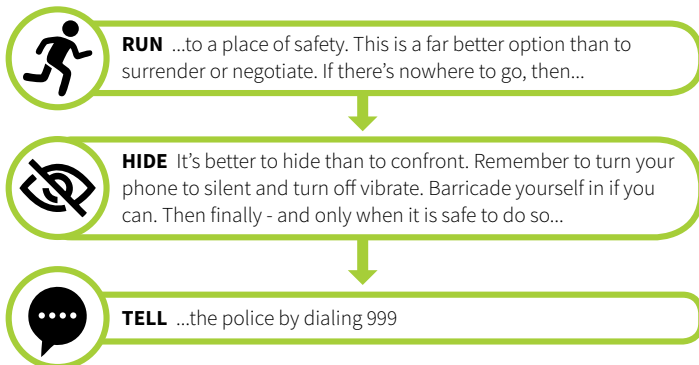 RUN ...to a place of safety. This is a far better option than to
surrender or negotiate. If there's nowhere to go, then...
HIDE It's better to hide than to confront. Remember to turn your
phone to silent and turn off vibrate. Barricade yourself in if you
can. Then finally - and only when it is safe to do so...
TELL ...the police by dialing 999